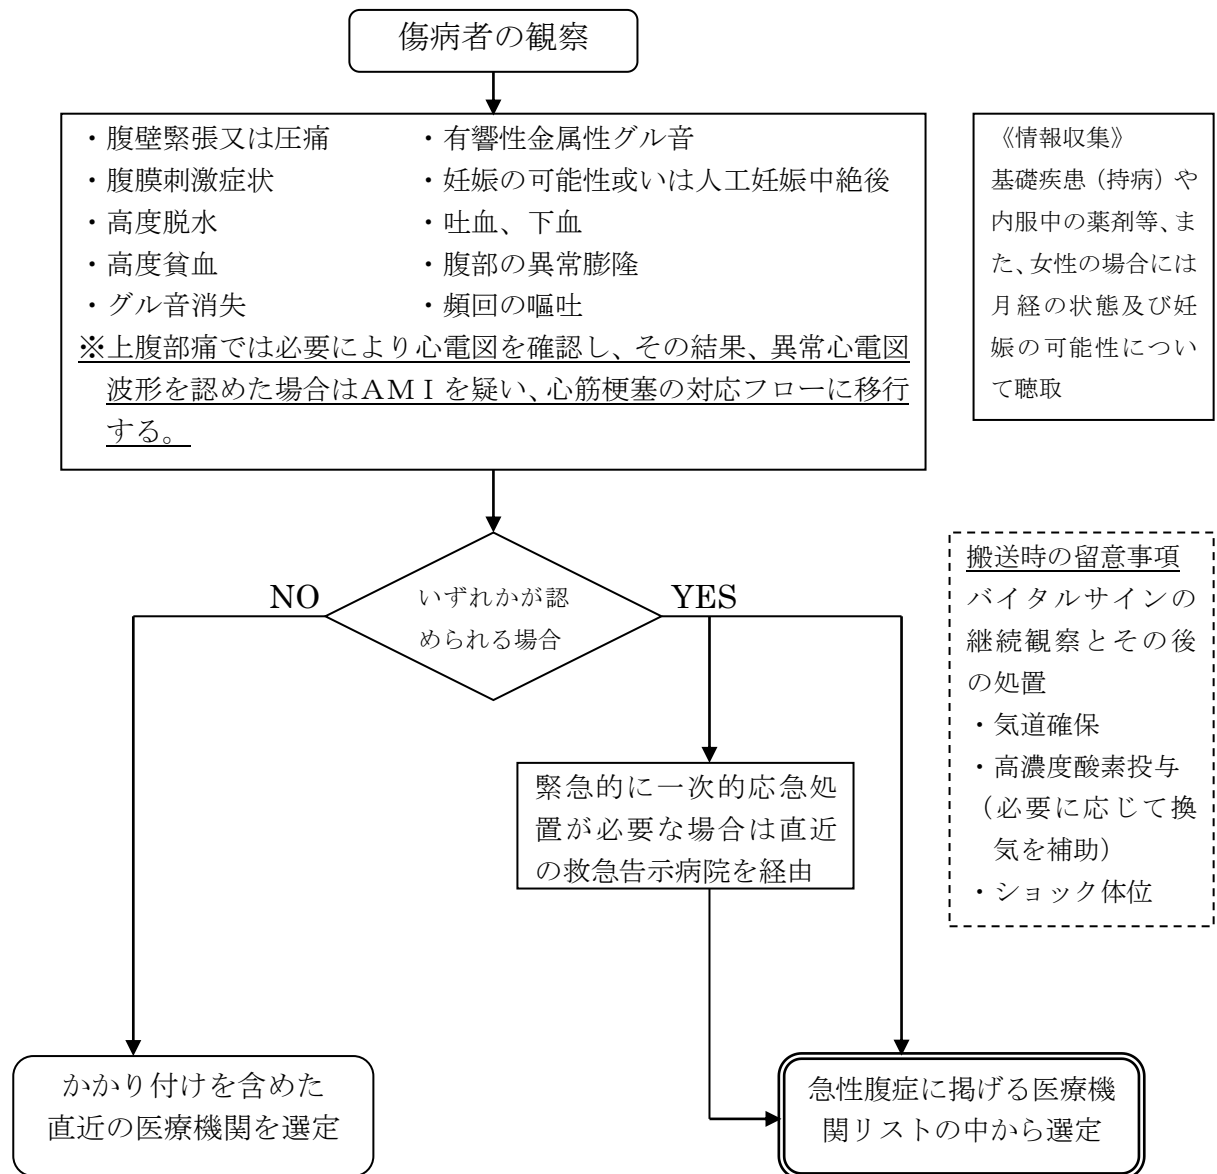 傷病者の観察
・腹壁緊張又は圧痛
・腹膜刺激症状
・高度脱水
・高度貧血
・グル音消失
・有響性金属性グル音
・妊娠の可能性或いは人工妊娠中絶後
・吐血、下血
・腹部の異常膨隆
・頻回の嘔吐
※上腹部痛では必要により心電図を確認し、その結果、異常心電図
波形を認めた場合はAMIを疑い、心筋梗塞の対応フローに移行
する。
《情報収集》
基礎疾患（持病）や
内服中の薬剤等、ま
た、女性の場合には
月経の状態及び妊
娠の可能性につい
て聴取
NO
いずれかが認
められる場合
YES
搬送時の留意事項
バイタルサインの
継続観察とその後
の処置
・気道確保
・高濃度酸素投与
（必要に応じて換
気を補助）
・ショック体位
緊急的に一次的応急処
置が必要な場合は直近
の救急告示病院を経由
かかり付けを含めた
直近の医療機関を選定
急性腹症に掲げる医療機
関リストの中から選定